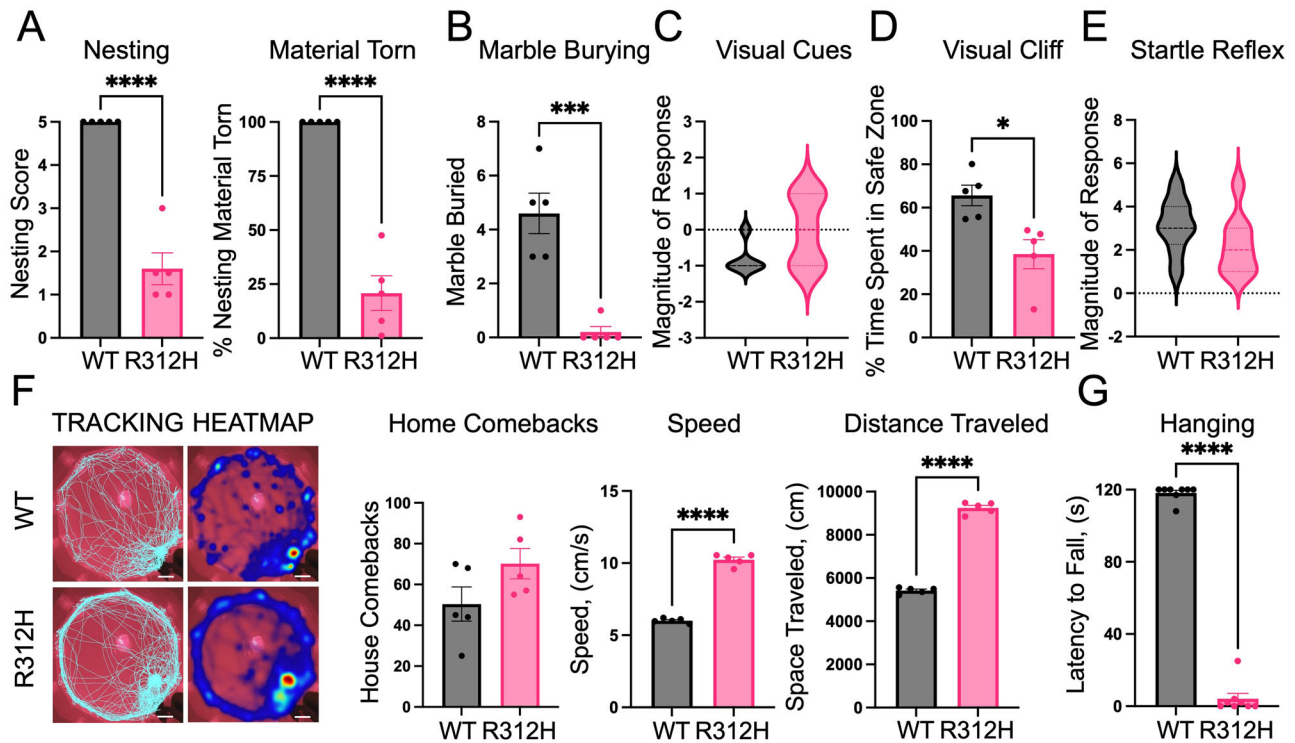 A
Nesting
****
Nesting Score
5
4
3
2
1
0
WT R312H
Material Torn
****
% Nesting Material Torn
100
75
50
25
0
WT R312H
B
Marble Burying
***
Marble Buried
8
6
4
2
0
WT R312H
C
Visual Cues
Magnitude of Response
3
2
1
0
-1
-2
-3
WT R312H
D
Visual Cliff
*
% Time Spent in Safe Zone
100
80
60
40
20
0
WT R312H
E
Startle Reflex
Magnitude of Response
8
6
4
2
0
-2
WT R312H
F
TRACKING HEATMAP
WT
R312H
Home Comebacks
House Comebacks
100
80
60
40
20
0
WT R312H
Speed
****
Speed, (cm/s)
15
10
5
0
WT R312H
Distance Traveled
****
Space Traveled, (cm)
10000
8000
6000
4000
2000
0
WT R312H
G
Hanging
****
Latency to Fall, (s)
120
90
60
30
0
WT R312H